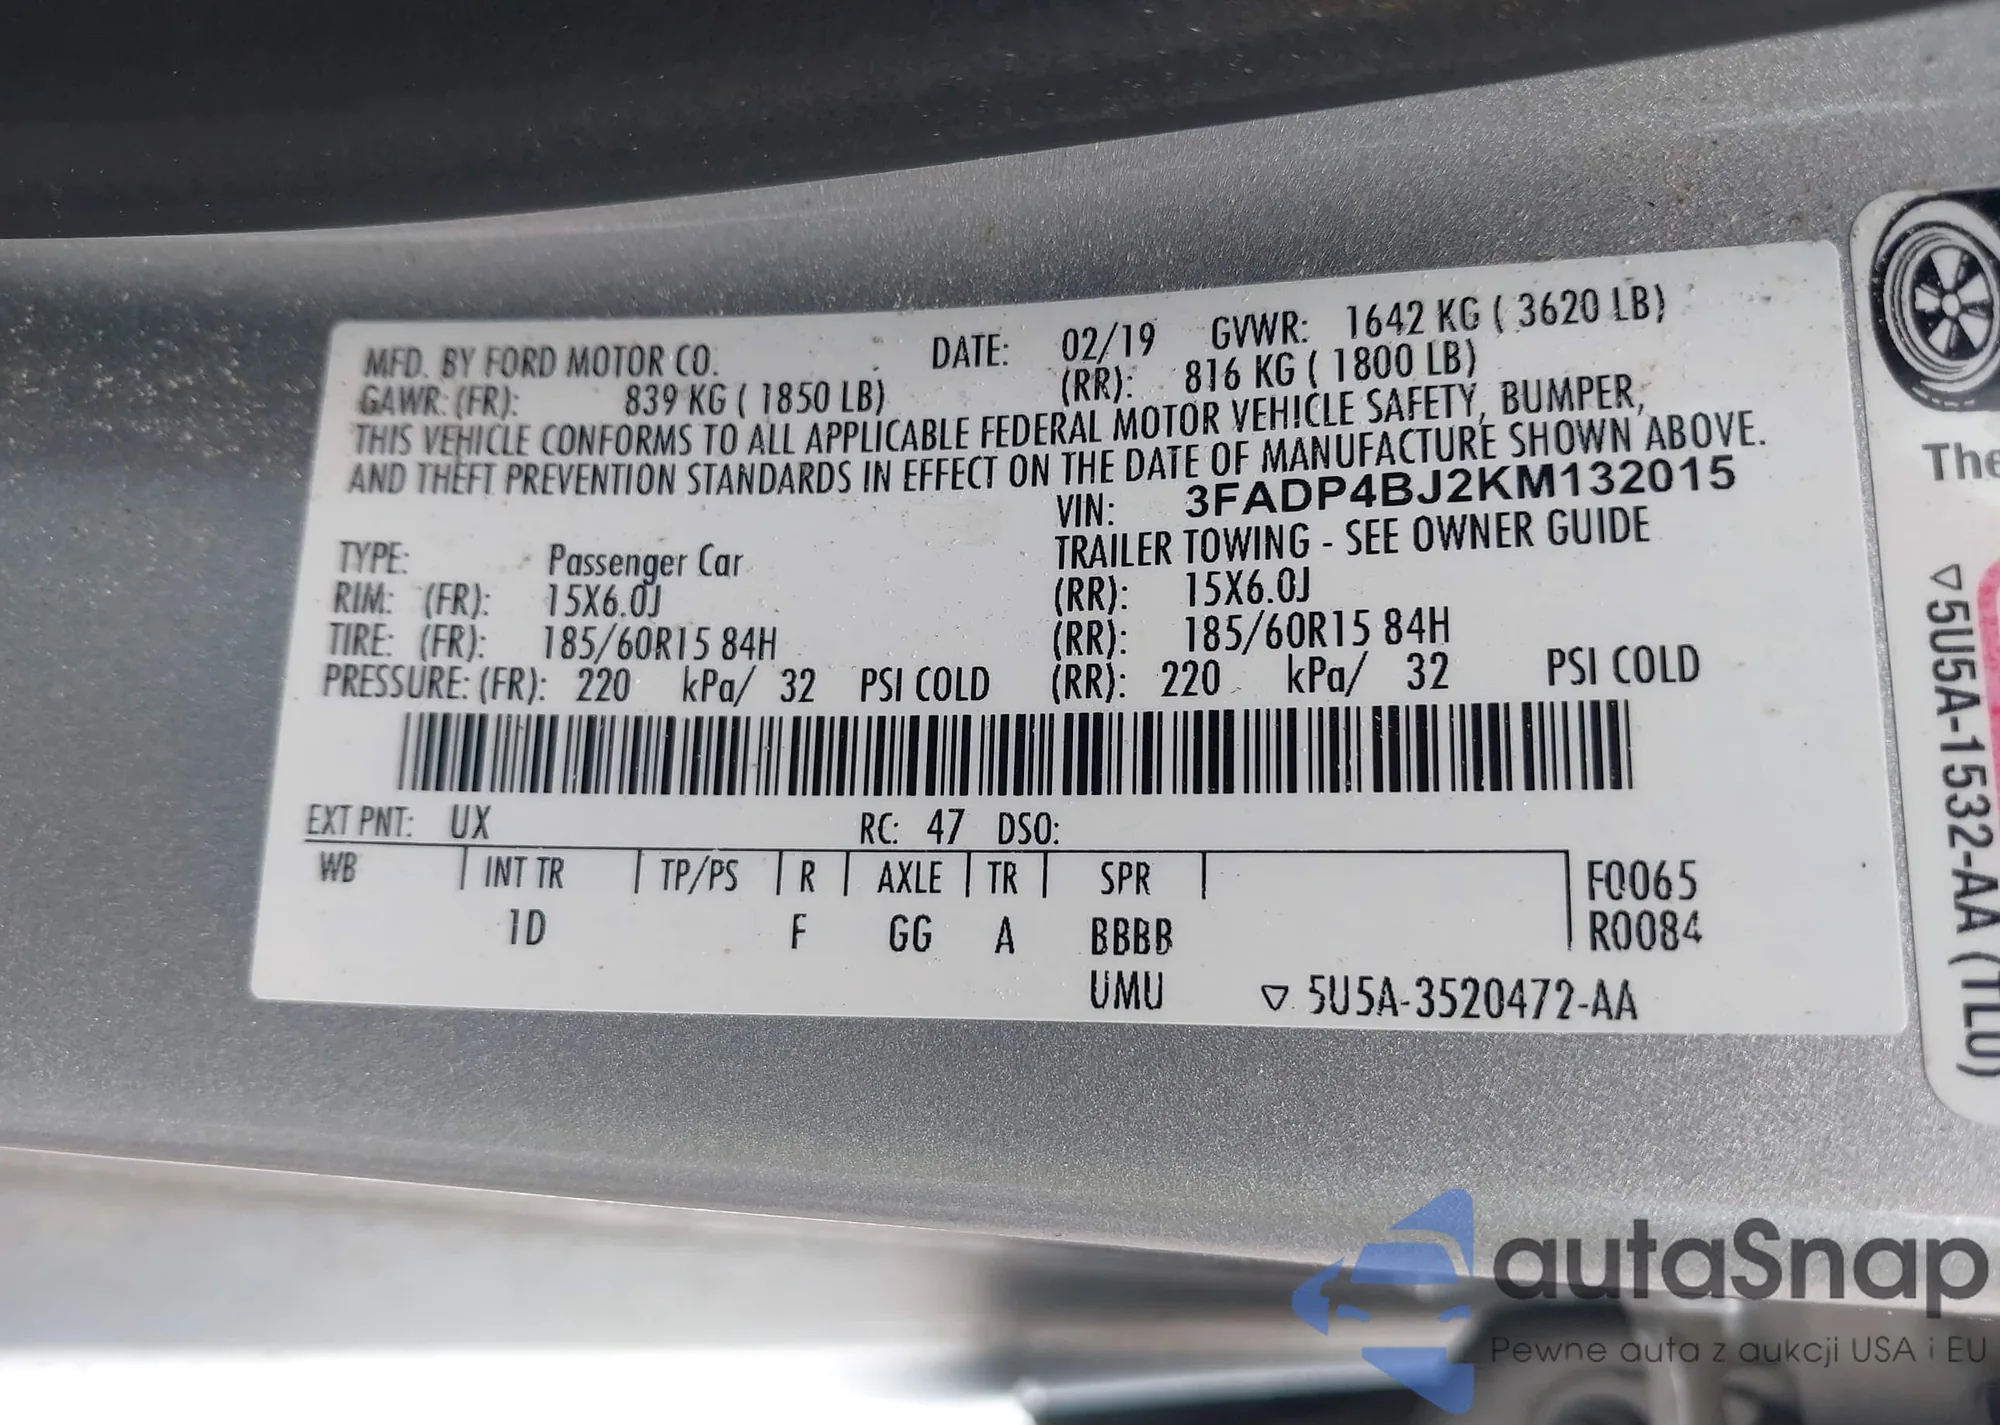 MFD. BY FORD MOTOR CO. DATE: 02/19 GVWR: 1642 KG ( 3620 LB)
GAWR: (FR): 839 KG ( 1850 LB) (RR): 816 KG ( 1800 LB)
THIS VEHICLE CONFORMS TO ALL APPLICABLE FEDERAL MOTOR VEHICLE SAFETY, BUMPER,
AND THEFT PREVENTION STANDARDS IN EFFECT ON THE DATE OF MANUFACTURE SHOWN ABOVE.
VIN: 3FADP4BJ2KM132015
TYPE: Passenger Car TRAILER TOWING - SEE OWNER GUIDE
RIM: (FR): 15X6.0J (RR): 15X6.0J
TIRE: (FR): 185/60R15 84H (RR): 185/60R15 84H
PRESSURE: (FR): 220 kPa/ 32 PSI COLD (RR): 220 kPa/ 32 PSI COLD
EXT PNT: UX RC: 47 DSO:
WB INT TR TP/PS R AXLE TR SPR F0065
1D F GG A BBBB R0084
UMU ▽ 5U5A-3520472-AA
The
▽5U5A-1532-AA (TL0)
autaSnap
Pewne auta z aukcji USA i EU